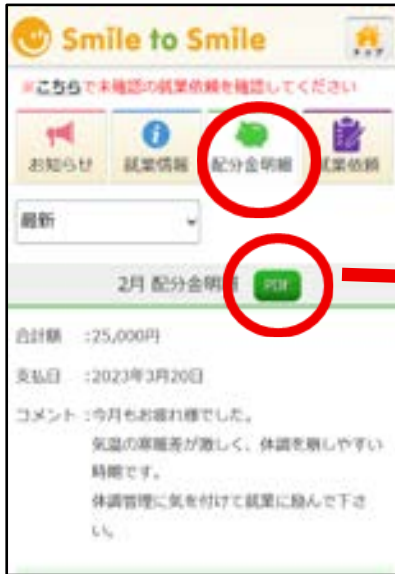 Smile to Smile
トップ
※こちらで未確認の就業依頼を確認してください
お知らせ
就業情報
配分金明細
就業依頼
最新
2月 配分金明細
PDF
合計額 :25,000円
支払日 :2023年3月20日
コメント :今月もお疲れ様でした。
気温の寒暖差が激しく、体調を崩しやすい
時期です。
体調管理に気を付けて就業に励んで下さ
い。